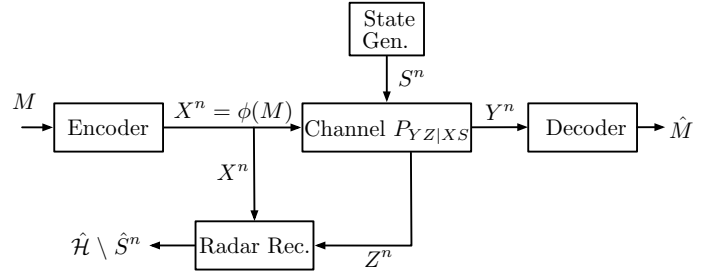 State
Gen.
S^n
M
Encoder
X^n = ϕ(M)
Channel P_{YZ|XS}
Y^n
Decoder
M̂
X^n
Ĥ \ Ŝ^n
Radar Rec.
Z^n